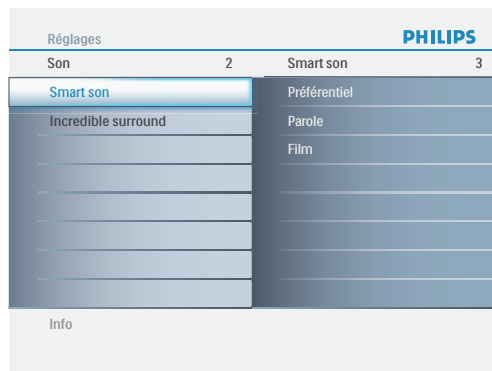 Réglages
PHILIPS
Son 2
Smart son 3
Smart son
Préférentiel
Incredible surround
Parole
Film
Info